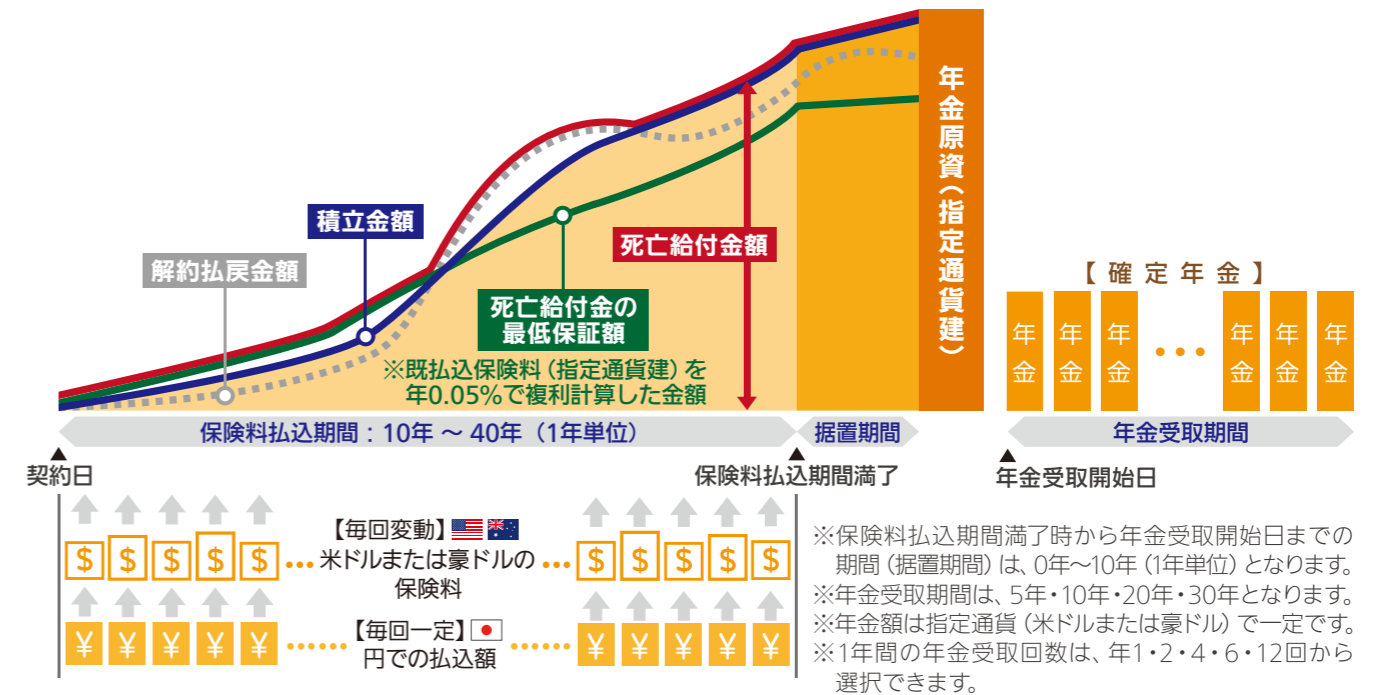 年金原資（指定通貨建）
積立金額
解約払戻金額
死亡給付金額
死亡給付金の
最低保証額
※既払込保険料（指定通貨建）を
年0.05%で複利計算した金額
【確定年金】
年金
年金
年金
•••
年金
年金
年金
保険料払込期間：10年 ～ 40年（1年単位）
据置期間
年金受取期間
▲
契約日
▲
保険料払込期間満了
▲
年金受取開始日
【毎回変動】
$ $ $ $ $ ••• 米ドルまたは豪ドルの ••• $ $ $ $ $
保険料
【毎回一定】
¥ ¥ ¥ ¥ ¥ •••••• 円での払込額 •••••• ¥ ¥ ¥ ¥ ¥
※保険料払込期間満了時から年金受取開始日までの
期間（据置期間）は、0年～10年（1年単位）となります。
※年金受取期間は、5年・10年・20年・30年となります。
※年金額は指定通貨（米ドルまたは豪ドル）で一定です。
※1年間の年金受取回数は、年1・2・4・6・12回から
選択できます。